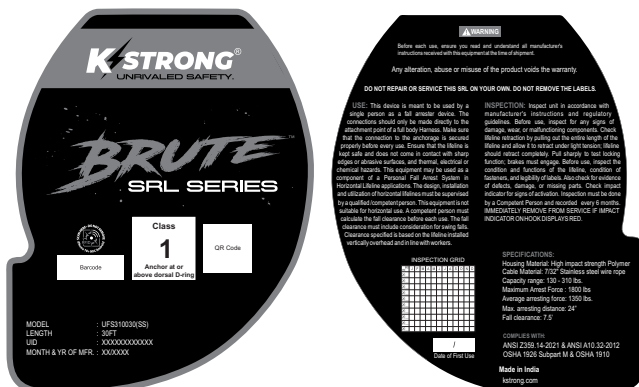 KSTRONG®
UNRIVALED SAFETY.
BRUTE™
SRL SERIES
Class
1
Anchor at or
above dorsal D-ring
Barcode
QR Code
MODEL : UFS310030(SS)
LENGTH : 30FT
UID : XXXXXXXXXXXX
MONTH & YR OF MFR. : XX/XXXX
WARNING
Before each use, ensure you read and understand all manufacturer's
instructions received with this equipment at the time of shipment.
Any alteration, abuse or misuse of the product voids the warranty.
DO NOT REPAIR OR SERVICE THIS SRL ON YOUR OWN. DO NOT REMOVE THE LABELS.
USE: This device is meant to be used by a
single person as a fall arrester device. The
connections should only be made directly to the
attachment point of a full body Harness. Make sure
that the connection to the anchorage is secured
properly before every use. Ensure that the lifeline is
kept safe and does not come in contact with sharp
edges or abrasive surfaces, and thermal, electrical or
chemical hazards. This equipment may be used as a
component of a Personal Fall Arrest System in
Horizontal Lifeline applications. The design, installation
and utilization of horizontal lifelines must be supervised
by a qualified /competent person. This equipment is not
suitable for horizontal use. A competent person must
calculate the fall clearance before each use. The fall
clearance must include consideration for swing falls.
Clearance specified is based on the lifeline installed
vertically overhead and in line with workers.
INSPECTION: Inspect unit in accordance with
manufacturer's instructions and regulatory
guidelines. Before use, inspect for any signs of
damage, wear, or malfunctioning components. Check
lifeline retraction by pulling out the entire length of the
lifeline and allow it to retract under light tension; lifeline
should retract completely. Pull sharply to test locking
function; brakes must engage. Before use, inspect the
condition and functions of the lifeline, condition of
fasteners, and legibility of labels. Also check for evidence
of defects, damage, or missing parts. Check impact
indicator for signs of activation. Inspection must be done
by a Competent Person and recorded every 6 months.
IMMEDIATELY REMOVE FROM SERVICE IF IMPACT
INDICATOR ON HOOK DISPLAYS RED.
INSPECTION GRID
/
Date of First Use
SPECIFICATIONS:
Housing Material: High impact strength Polymer
Cable Material: 7/32" Stainless steel wire rope
Capacity range: 130 - 310 lbs.
Maximum Arrest Force : 1800 lbs
Average arresting force: 1350 lbs.
Max. arresting distance: 24"
Fall clearance: 7.5'
COMPLIES WITH:
ANSI Z359.14-2021 & ANSI A10.32-2012
OSHA 1926 Subpart M & OSHA 1910
Made in India
kstrong.com